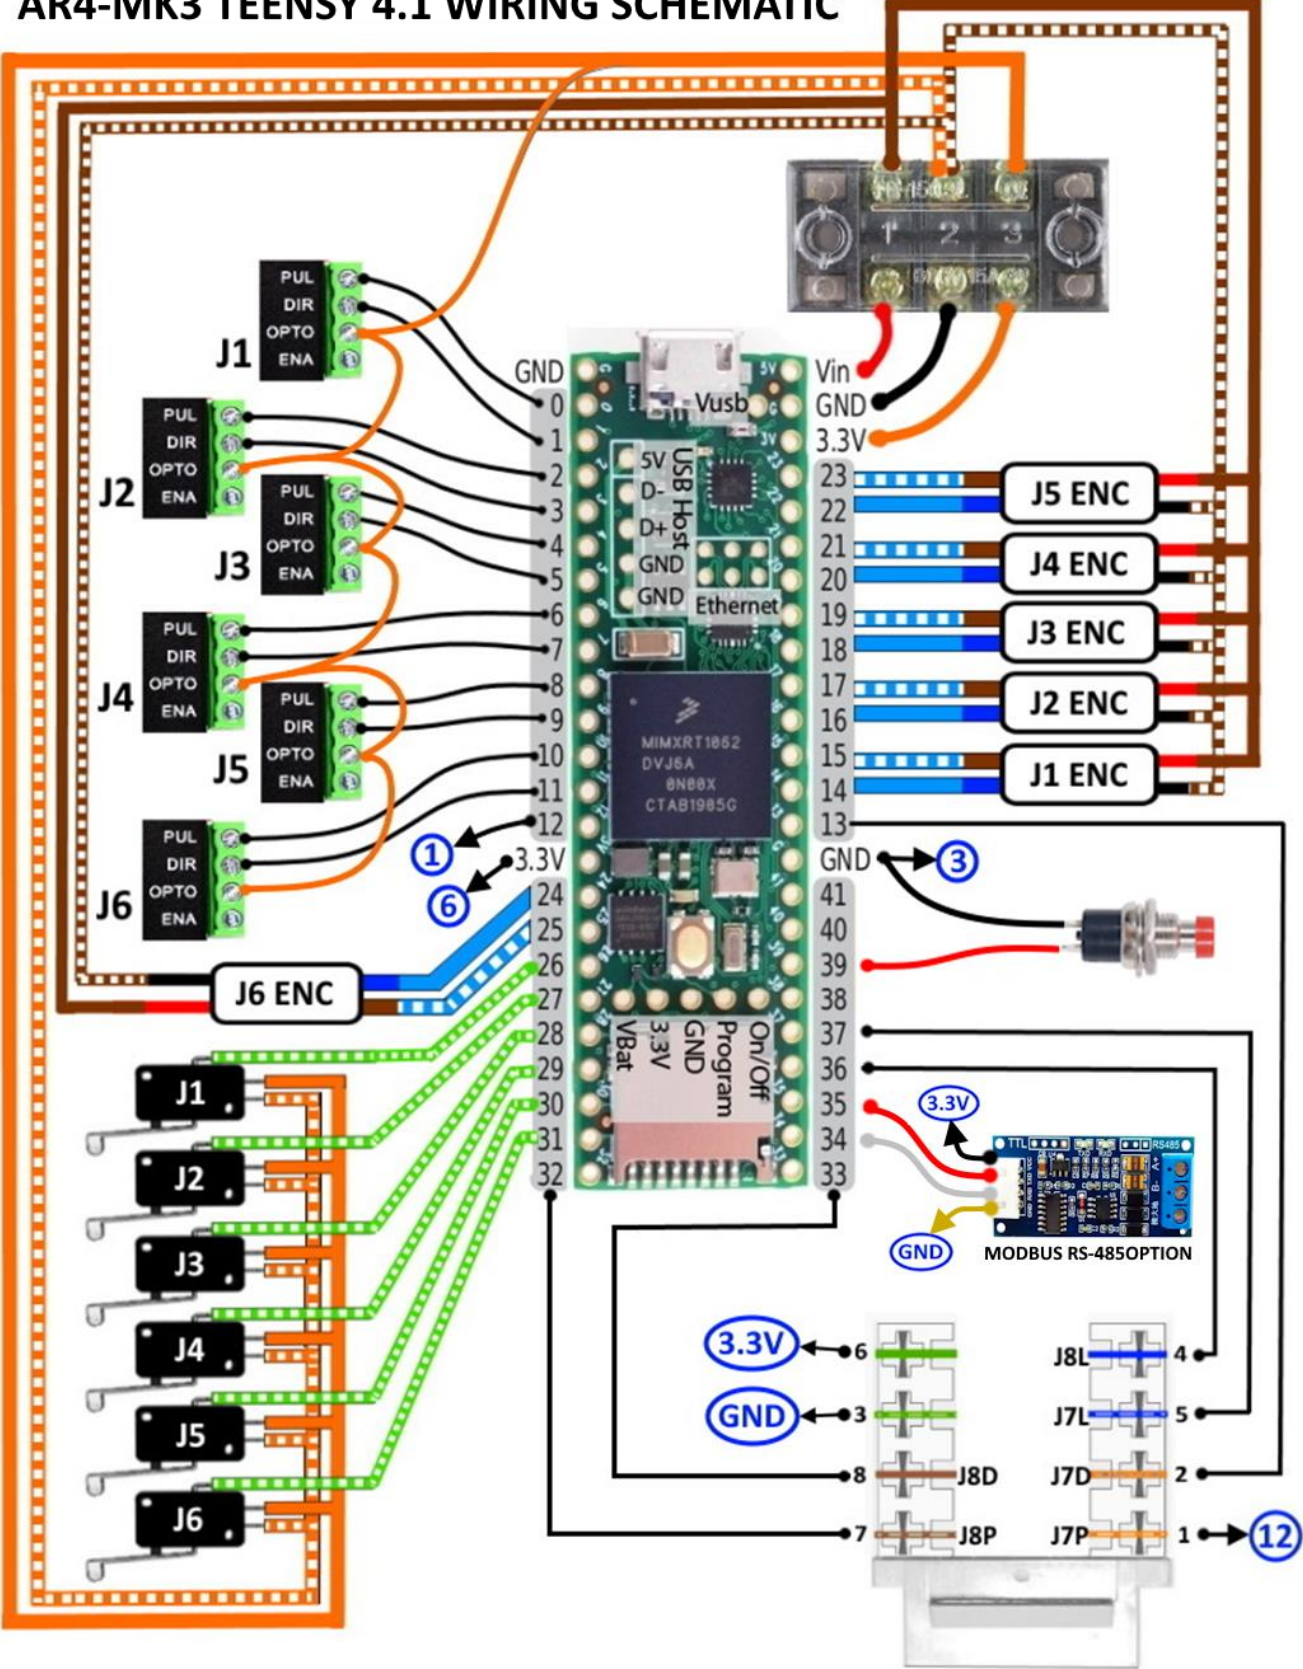 AR4-MK3 TEENSY 4.1 WIRING SCHEMATIC
1 2 3
J1
PUL
DIR
OPTO
ENA
J2
PUL
DIR
OPTO
ENA
J3
PUL
DIR
OPTO
ENA
J4
PUL
DIR
OPTO
ENA
J5
PUL
DIR
OPTO
ENA
J6
PUL
DIR
OPTO
ENA
GND
0
1
2
3
4
5
6
7
8
9
10
11
12
3.3V
24
25
26
27
28
29
30
31
32
1
6
Vusb
5V
D-
D+
GND
GND
USB Host
Ethernet
MIMXRT1062
DVJ6A
0N00X
CTAB1905G
VBat
3.3V
GND
Program
On/Off
Vin
GND
3.3V
23
22
21
20
19
18
17
16
15
14
13
GND
41
40
39
38
37
36
35
34
33
J5 ENC
J4 ENC
J3 ENC
J2 ENC
J1 ENC
3
J6 ENC
J1
J2
J3
J4
J5
J6
3.3V
TTL
RS485
A+
B-
GND
MODBUS RS-485OPTION
3.3V
6
GND
3
8
J8D
7
J8P
J8L
4
J7L
5
J7D
2
J7P
1
12